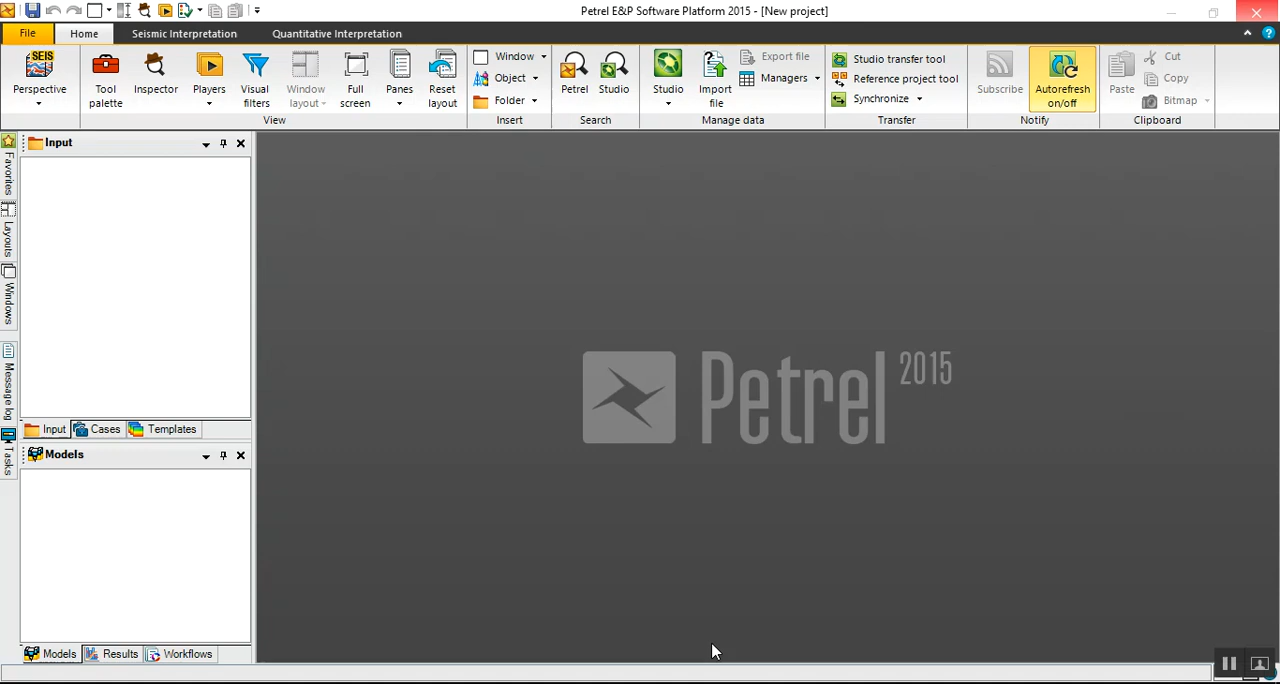 Petrel E&P Software Platform 2015 - [New project]
File Home Seismic Interpretation Quantitative Interpretation
SEIS
Perspective
Tool palette
Inspector
Players
Visual filters
Window layout
Full screen
Panes
Reset layout
View
Window
Object
Folder
Insert
Petrel
Studio
Search
Studio
Import file
Export file
Managers
Manage data
Studio transfer tool
Reference project tool
Synchronize
Transfer
Subscribe
Autorefresh on/off
Notify
Paste
Cut
Copy
Bitmap
Clipboard
Favorites
Layouts
Windows
Message log
Tasks
Input
Input Cases Templates
Models
Models Results Workflows
Petrel 2015